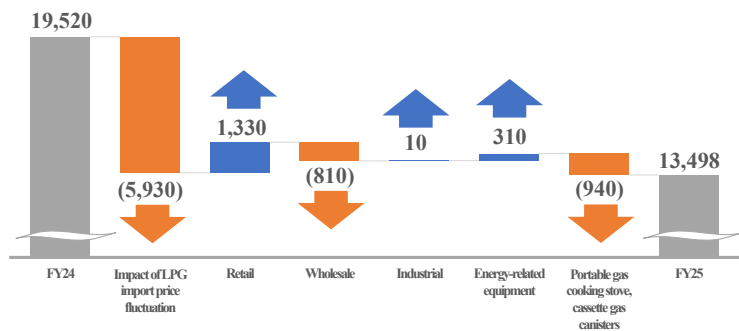 19,520
(5,930)
1,330
(810)
10
310
(940)
13,498
FY24
Impact of LPG
import price
fluctuation
Retail
Wholesale
Industrial
Energy-related
equipment
Portable gas
cooking stove,
cassette gas
canisters
FY25